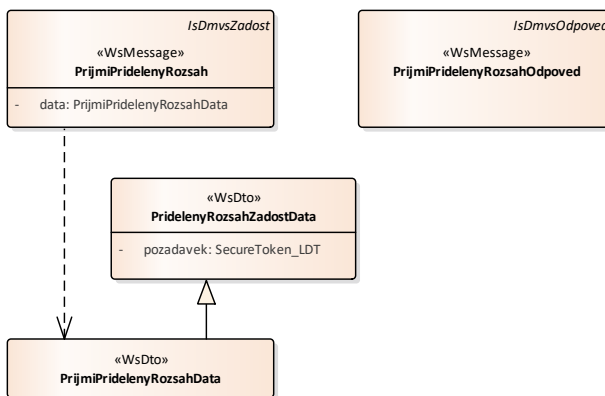 IsDmvsZadost
«WsMessage»
PrijmiPridelenyRozsah
- data: PrijmiPridelenyRozsahData
IsDmvsOdpoved
«WsMessage»
PrijmiPridelenyRozsahOdpoved
«WsDto»
PridelenyRozsahZadostData
- pozadavek: SecureToken_LDT
«WsDto»
PrijmiPridelenyRozsahData